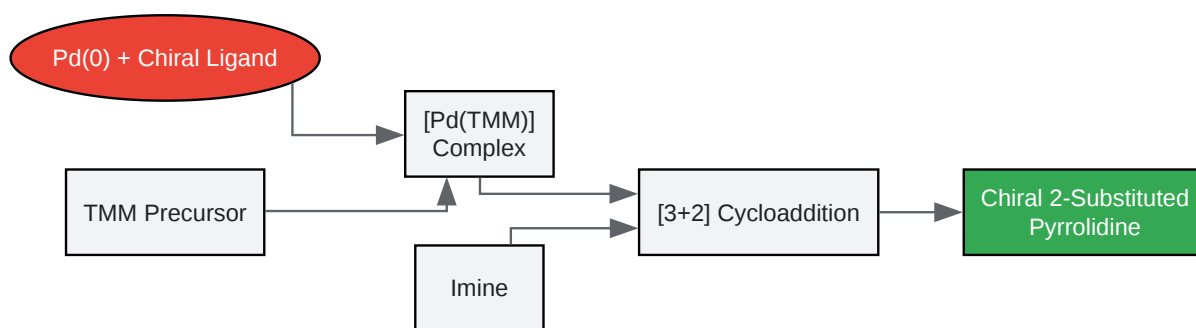 Pd(0) + Chiral Ligand
[Pd(TMM)]
Complex
TMM Precursor
[3+2] Cycloaddition
Chiral 2-Substituted
Pyrrolidine
Imine